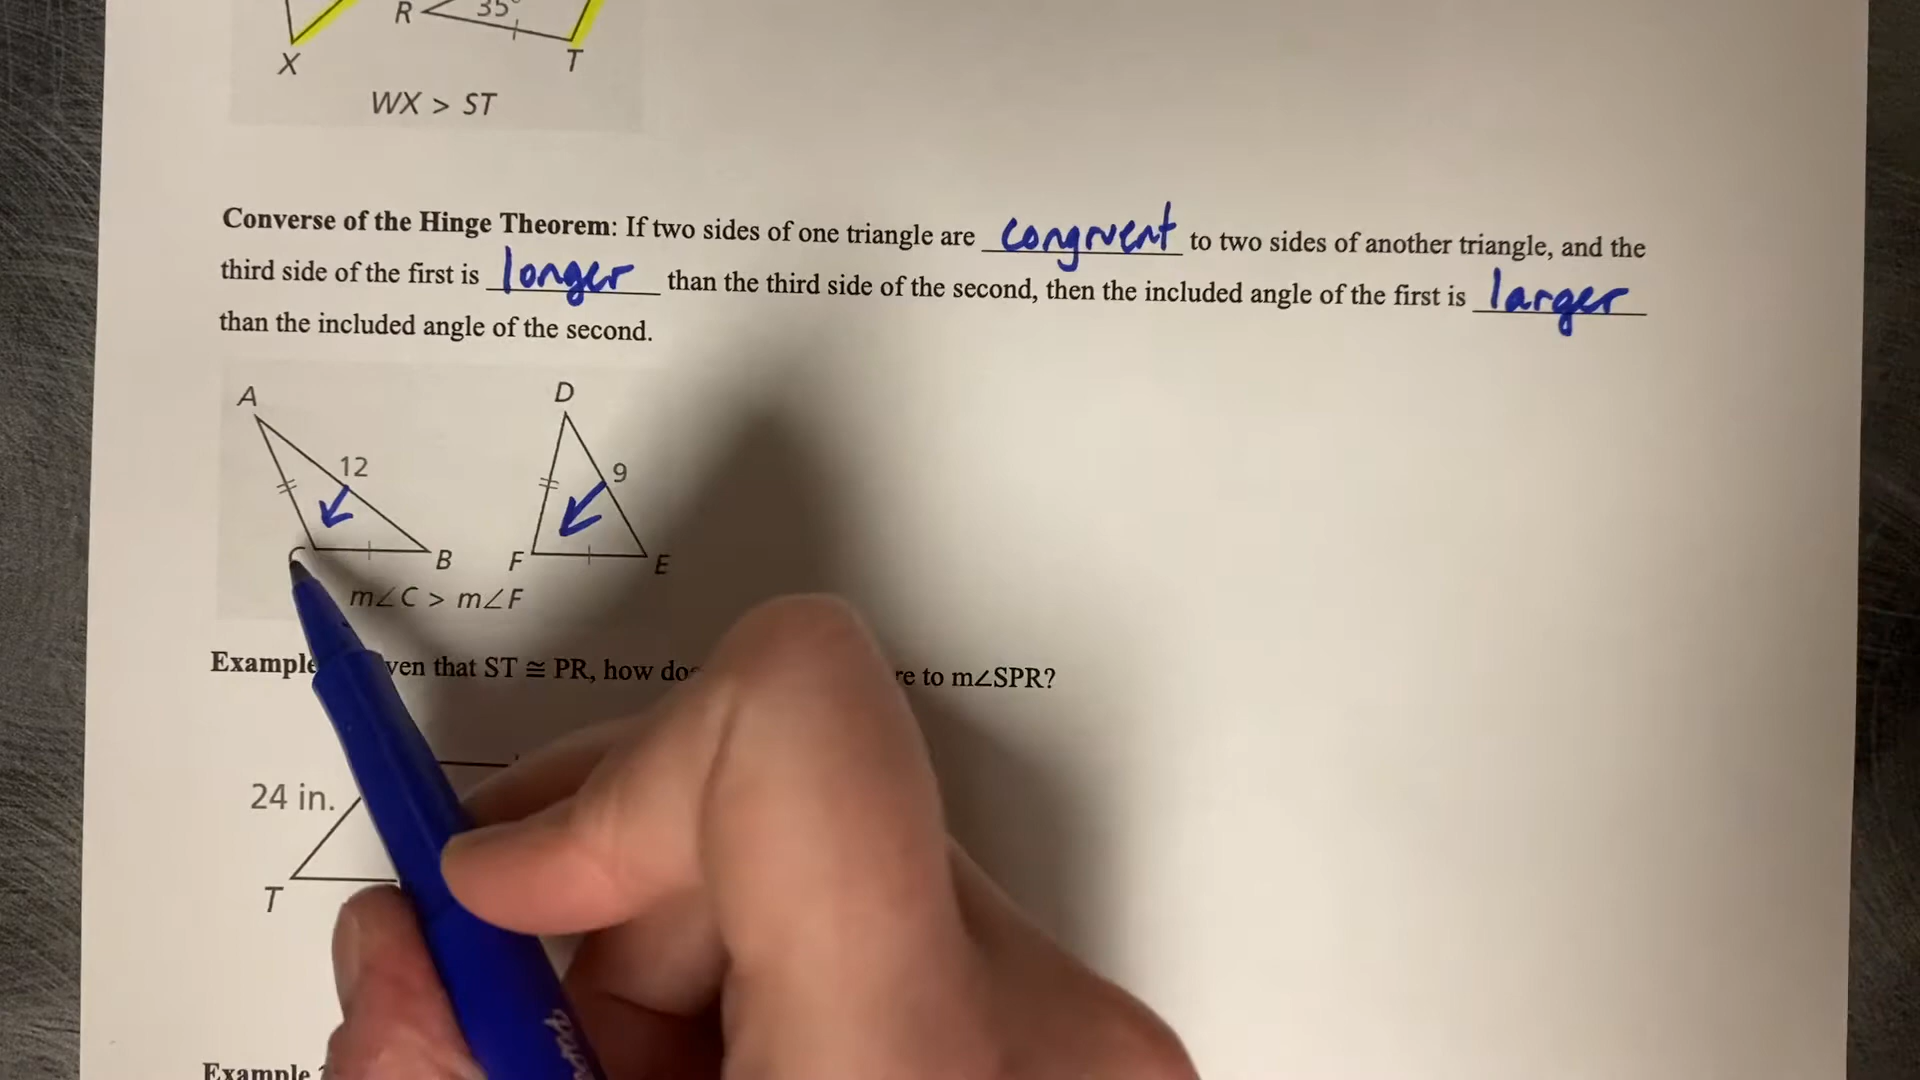 R 35°
X T
WX > ST
Converse of the Hinge Theorem: If two sides of one triangle are congruent to two sides of another triangle, and the
third side of the first is longer than the third side of the second, then the included angle of the first is larger
than the included angle of the second.
A D
12 9
C B F E
m∠C > m∠F
Example ven that ST ≅ PR, how do re to m∠SPR?
24 in.
T
Example